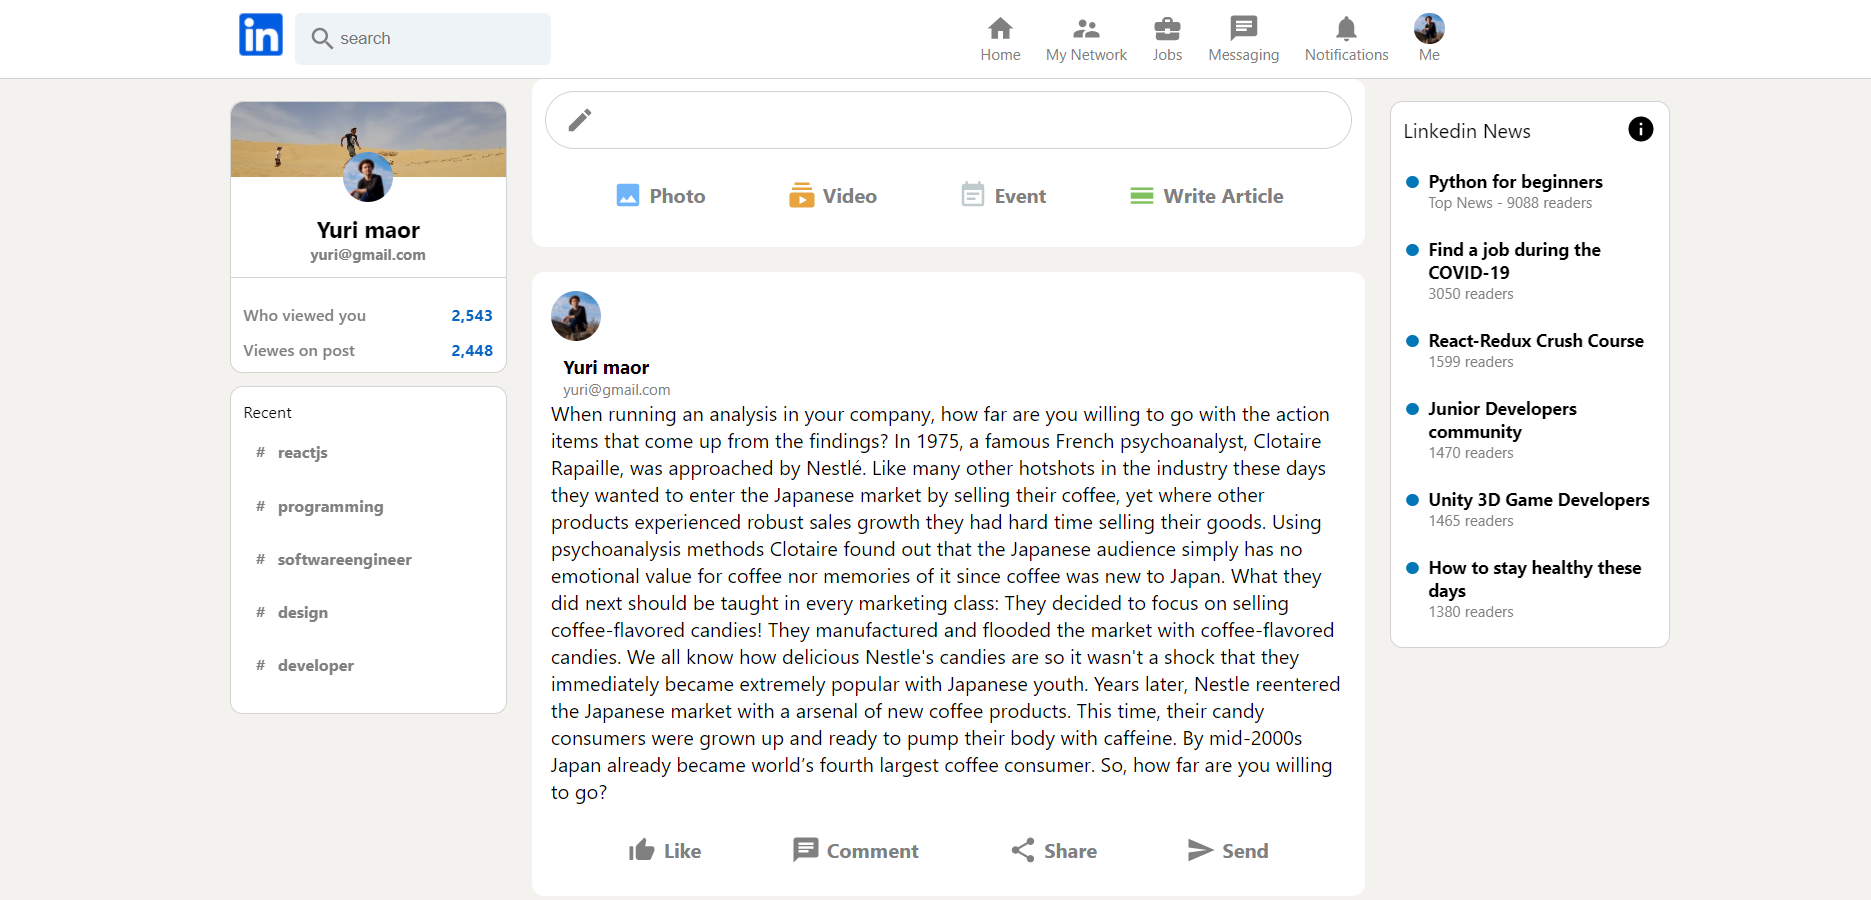 in
search
Home
My Network
Jobs
Messaging
Notifications
Me
Yuri maor
yuri@gmail.com
Who viewed you 2,543
Viewes on post 2,448
Recent
# reactjs
# programming
# softwareengineer
# design
# developer
Photo
Video
Event
Write Article
Yuri maor
yuri@gmail.com
When running an analysis in your company, how far are you willing to go with the action
items that come up from the findings? In 1975, a famous French psychoanalyst, Clotaire
Rapaille, was approached by Nestlé. Like many other hotshots in the industry these days
they wanted to enter the Japanese market by selling their coffee, yet where other
products experienced robust sales growth they had hard time selling their goods. Using
psychoanalysis methods Clotaire found out that the Japanese audience simply has no
emotional value for coffee nor memories of it since coffee was new to Japan. What they
did next should be taught in every marketing class: They decided to focus on selling
coffee-flavored candies! They manufactured and flooded the market with coffee-flavored
candies. We all know how delicious Nestle's candies are so it wasn't a shock that they
immediately became extremely popular with Japanese youth. Years later, Nestle reentered
the Japanese market with a arsenal of new coffee products. This time, their candy
consumers were grown up and ready to pump their body with caffeine. By mid-2000s
Japan already became world’s fourth largest coffee consumer. So, how far are you willing
to go?
Like
Comment
Share
Send
Linkedin News
Python for beginners
Top News - 9088 readers
Find a job during the
COVID-19
3050 readers
React-Redux Crush Course
1599 readers
Junior Developers
community
1470 readers
Unity 3D Game Developers
1465 readers
How to stay healthy these
days
1380 readers